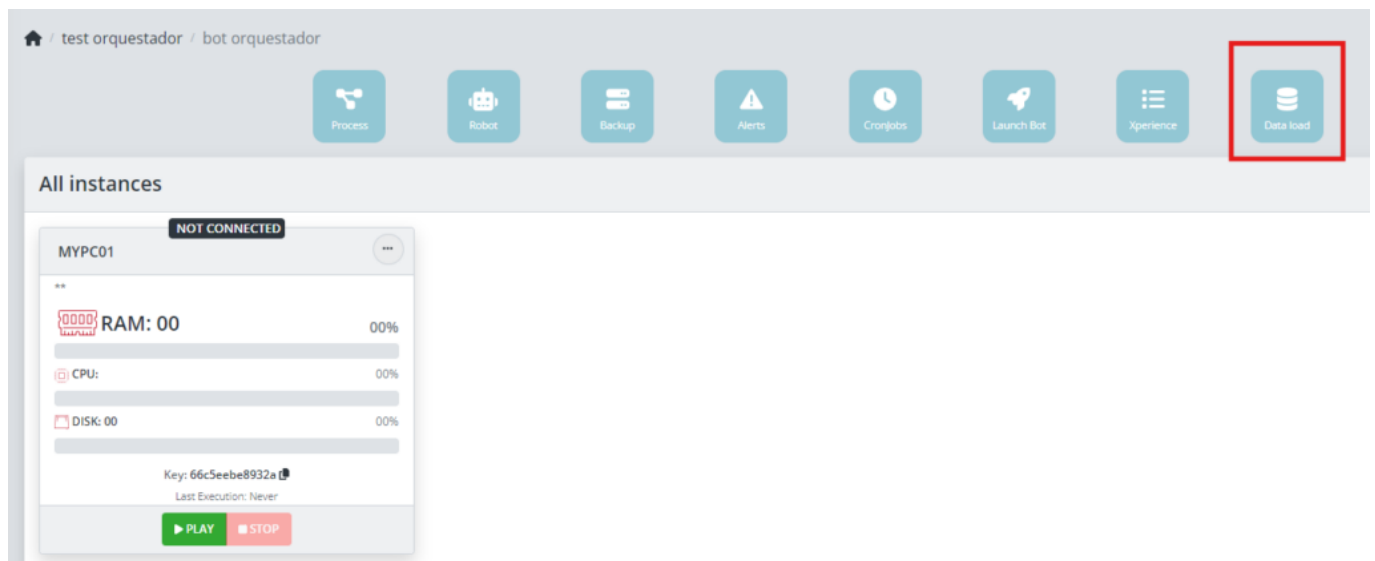 / test orquestador / bot orquestador
Process
Robot
Backup
Alerts
CronJobs
Launch Bot
Xperience
Data load
All instances
NOT CONNECTED
MYPC01
**
RAM: 00 00%
CPU: 00%
DISK: 00 00%
Key: 66c5eebe8932a
Last Execution: Never
PLAY STOP